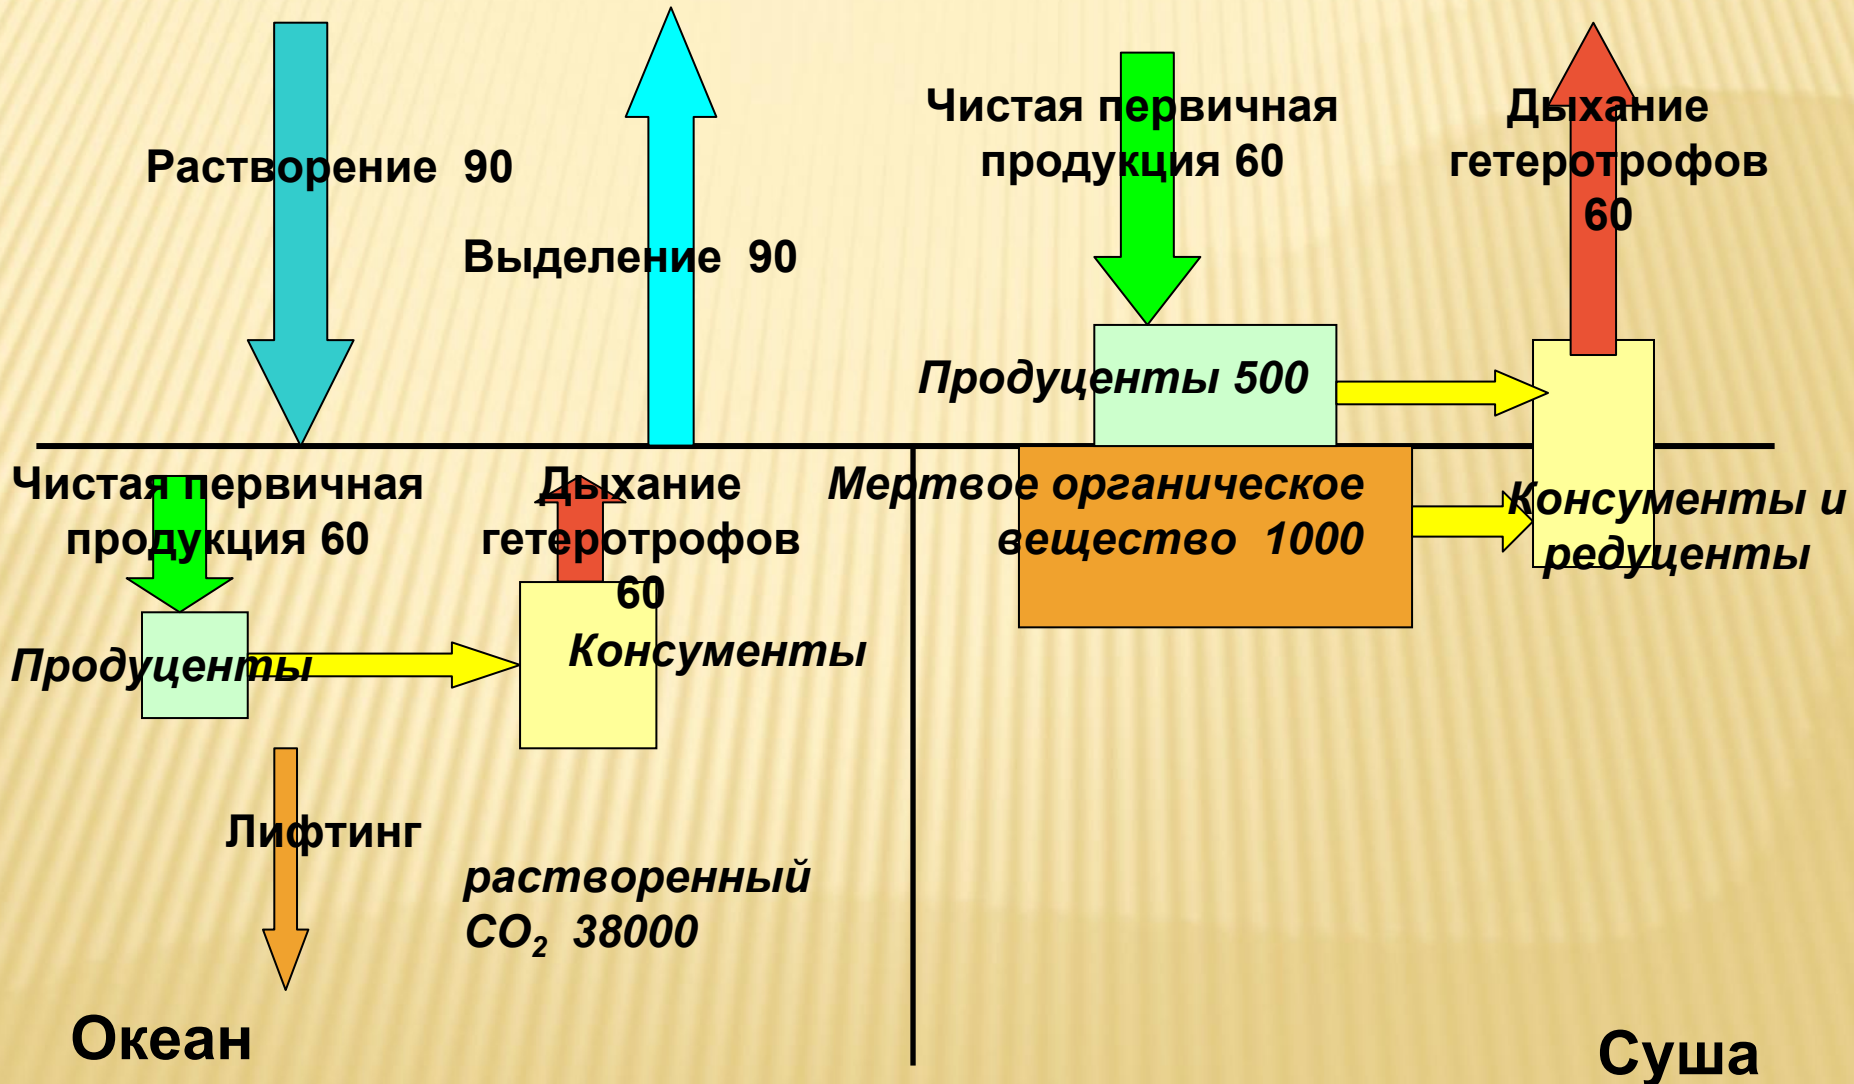 Растворение 90
Выделение 90
Чистая первичная
продукция 60
Дыхание
гетеротрофов
60
Продуценты 500
Чистая первичная
продукция 60
Дыхание
гетеротрофов
60
Мертвое органическое
вещество 1000
Консументы и
редуценты
Продуценты
Консументы
Лифтинг
растворенный
CO₂ 38000
Океан
Суша